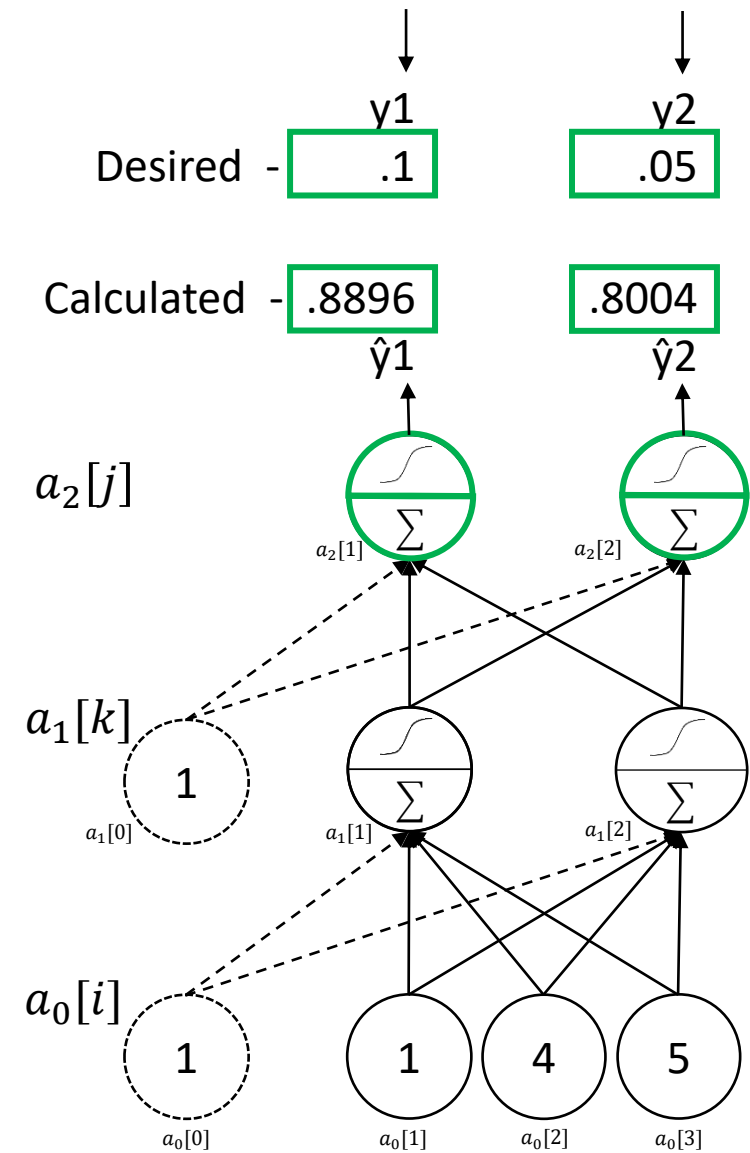 y1 y2
Desired - .1 .05
Calculated - .8896 .8004
ŷ1 ŷ2
a₂[j]
∑ ∑
a₂[1] a₂[2]
a₁[k]
1
∑ ∑
a₁[0] a₁[1] a₁[2]
a₀[i]
1 1 4 5
a₀[0] a₀[1] a₀[2] a₀[3]